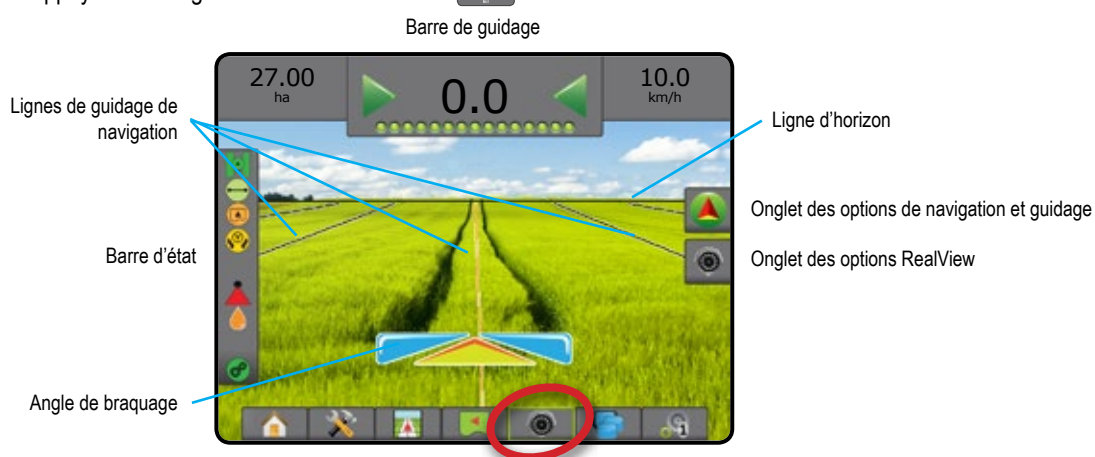 Barre de guidage
27.00
ha
0.0
10.0
km/h
Lignes de guidage de
navigation
Ligne d'horizon
Onglet des options de navigation et guidage
Barre d'état
Onglet des options RealView
Angle de braquage
1